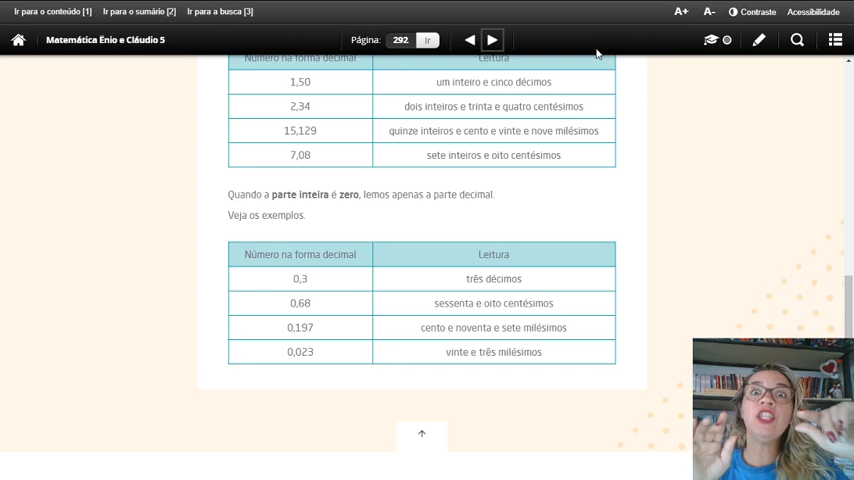 Ir para o conteúdo [1] Ir para o sumário [2] Ir para a busca [3] A+ A- Contraste Acessibilidade
Matemática Ênio e Cláudio 5 Página: 292 Ir
Número na forma decimal Leitura
1,50 um inteiro e cinco décimos
2,34 dois inteiros e trinta e quatro centésimos
15,129 quinze inteiros e cento e vinte e nove milésimos
7,08 sete inteiros e oito centésimos
Quando a parte inteira é zero, lemos apenas a parte decimal.
Veja os exemplos.
Número na forma decimal Leitura
0,3 três décimos
0,68 sessenta e oito centésimos
0,197 cento e noventa e sete milésimos
0,023 vinte e três milésimos